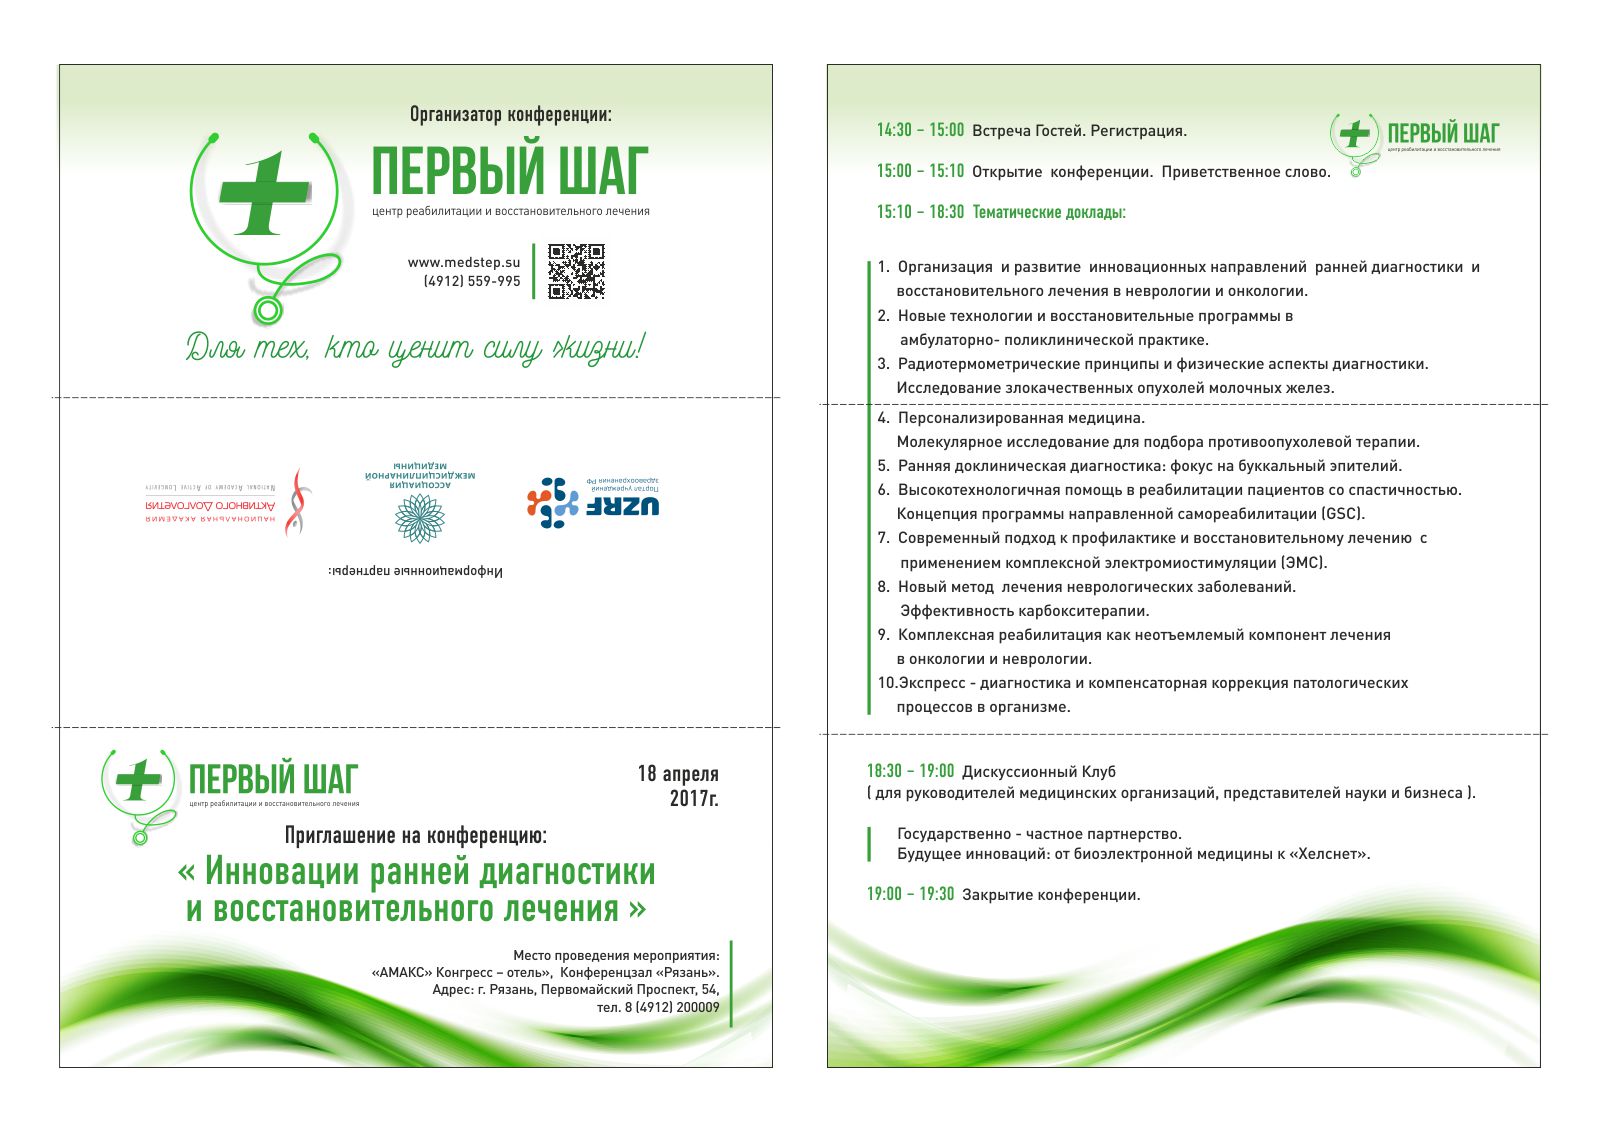 Организатор конференции:
ПЕРВЫЙ ШАГ
центр реабилитации и восстановительного лечения
www.medstep.su
(4912) 559-995
Для тех, кто ценит силу жизни!
Информационные партнеры:
UZRF
Портал учреждений
здравоохранения РФ
АССОЦИАЦИЯ
МЕЖДИСЦИПЛИНАРНОЙ
МЕДИЦИНЫ
НАЦИОНАЛЬНАЯ АКАДЕМИЯ
АКТИВНОГО ДОЛГОЛЕТИЯ
NATIONAL ACADEMY OF ACTIVE LONGEVITY
ПЕРВЫЙ ШАГ
центр реабилитации и восстановительного лечения
18 апреля
2017г.
Приглашение на конференцию:
« Инновации ранней диагностики
и восстановительного лечения »
Место проведения мероприятия:
«АМАКС» Конгресс – отель», Конференцзал «Рязань».
Адрес: г. Рязань, Первомайский Проспект, 54,
тел. 8 (4912) 200009
14:30 – 15:00 Встреча Гостей. Регистрация.
ПЕРВЫЙ ШАГ
центр реабилитации и восстановительного лечения
15:00 – 15:10 Открытие конференции. Приветственное слово.
15:10 – 18:30 Тематические доклады:
1. Организация и развитие инновационных направлений ранней диагностики и
восстановительного лечения в неврологии и онкологии.
2. Новые технологии и восстановительные программы в
амбулаторно- поликлинической практике.
3. Радиотермометрические принципы и физические аспекты диагностики.
Исследование злокачественных опухолей молочных желез.
4. Персонализированная медицина.
Молекулярное исследование для подбора противоопухолевой терапии.
5. Ранняя доклиническая диагностика: фокус на буккальный эпителий.
6. Высокотехнологичная помощь в реабилитации пациентов со спастичностью.
Концепция программы направленной самореабилитации (GSC).
7. Современный подход к профилактике и восстановительному лечению с
применением комплексной электромиостимуляции (ЭМС).
8. Новый метод лечения неврологических заболеваний.
Эффективность карбокситерапии.
9. Комплексная реабилитация как неотъемлемый компонент лечения
в онкологии и неврологии.
10.Экспресс - диагностика и компенсаторная коррекция патологических
процессов в организме.
18:30 – 19:00 Дискуссионный Клуб
( для руководителей медицинских организаций, представителей науки и бизнеса ).
Государственно - частное партнерство.
Будущее инноваций: от биоэлектронной медицины к «Хелснет».
19:00 – 19:30 Закрытие конференции.